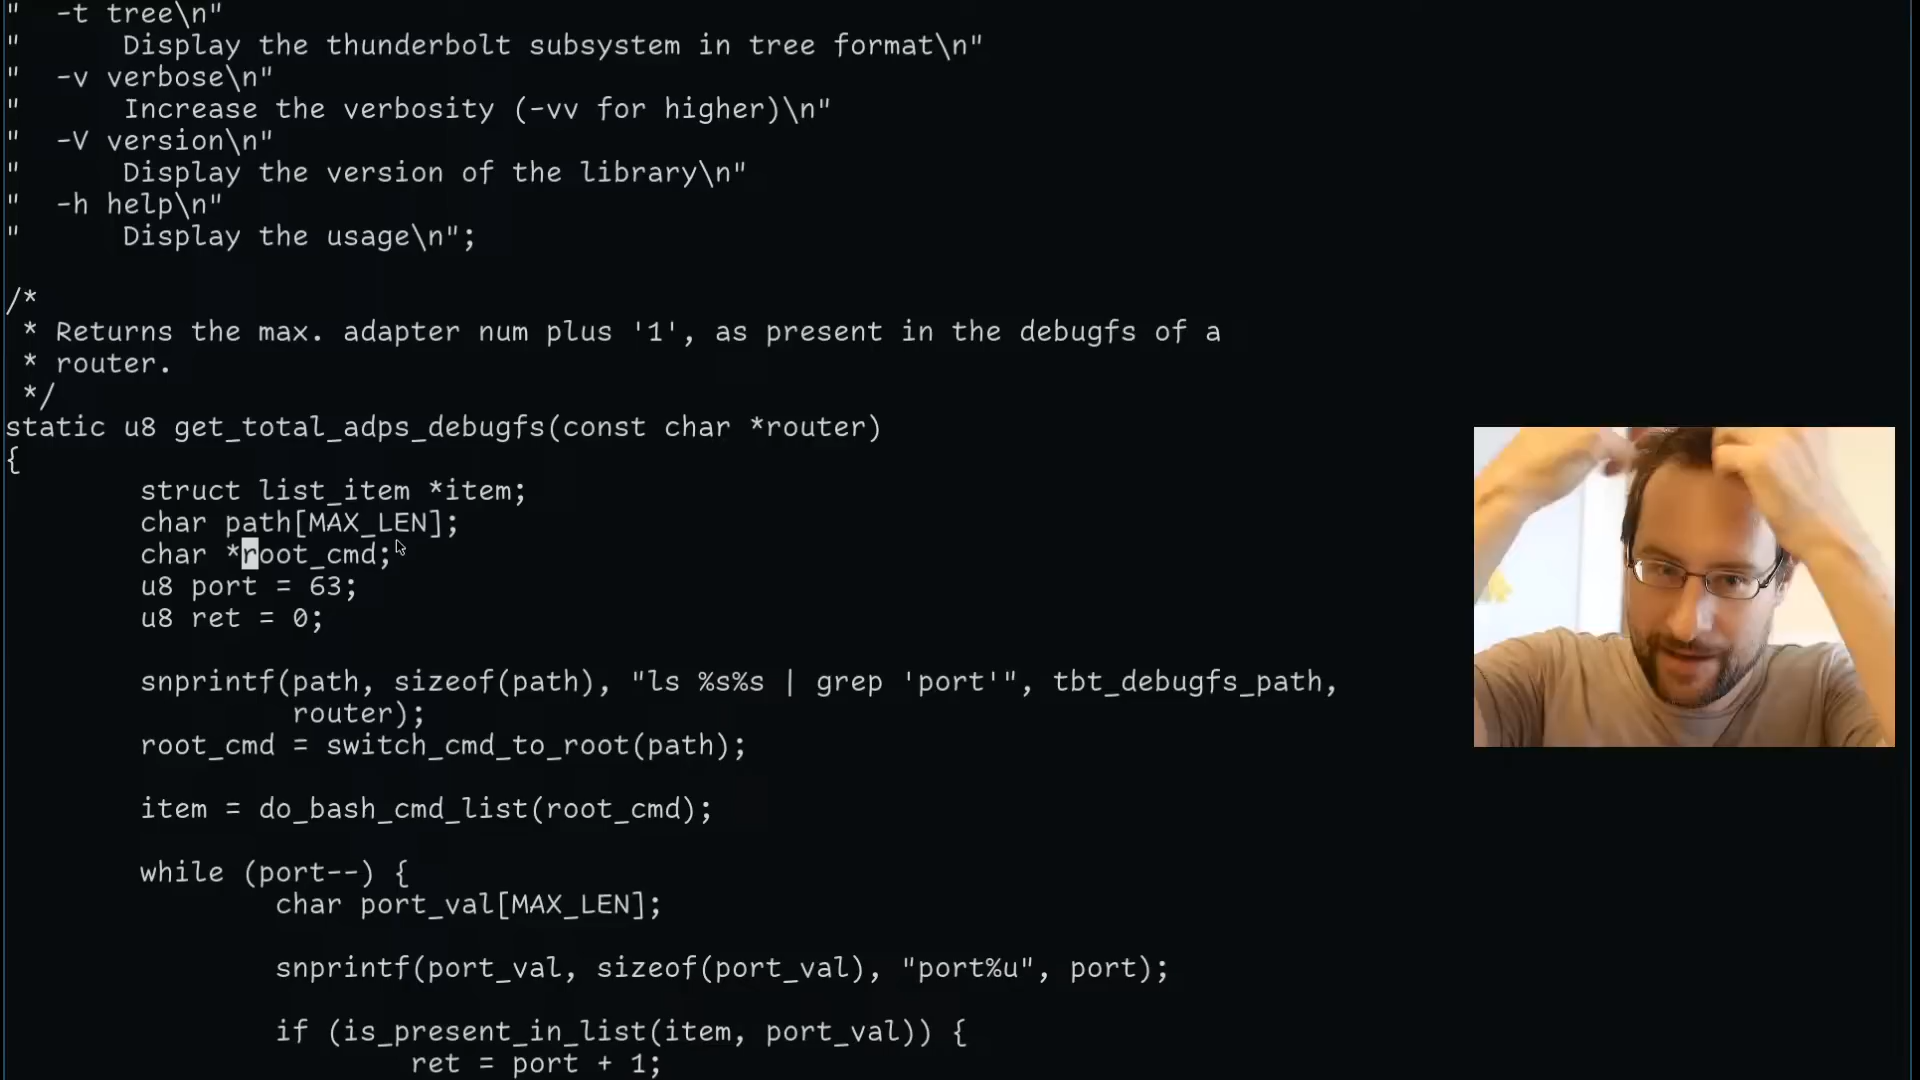 "  -t tree\n"
"      Display the thunderbolt subsystem in tree format\n"
"  -v verbose\n"
"      Increase the verbosity (-vv for higher)\n"
"  -V version\n"
"      Display the version of the library\n"
"  -h help\n"
"      Display the usage\n";
/*
 * Returns the max. adapter num plus '1', as present in the debugfs of a
 * router.
 */
static u8 get_total_adps_debugfs(const char *router)
{
        struct list_item *item;
        char path[MAX_LEN];
        char *root_cmd;
        u8 port = 63;
        u8 ret = 0;
        snprintf(path, sizeof(path), "ls %s%s | grep 'port'", tbt_debugfs_path,
                 router);
        root_cmd = switch_cmd_to_root(path);
        item = do_bash_cmd_list(root_cmd);
        while (port--) {
                char port_val[MAX_LEN];
                snprintf(port_val, sizeof(port_val), "port%u", port);
                if (is_present_in_list(item, port_val)) {
                        ret = port + 1;